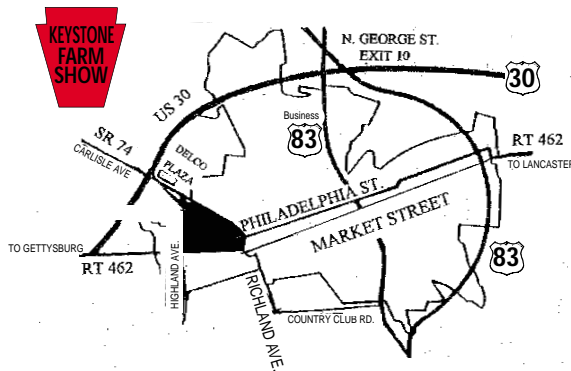 KEYSTONE
FARM
SHOW
N. GEORGE ST.
EXIT 10
30
US 30
Business
83
SR 74
CARLISLE AVE
DELCO
PLAZA
RT 462
TO LANCASTER
PHILADELPHIA ST.
MARKET STREET
TO GETTYSBURG
RT 462
HIGHLAND AVE.
RICHLAND AVE.
83
COUNTRY CLUB RD.